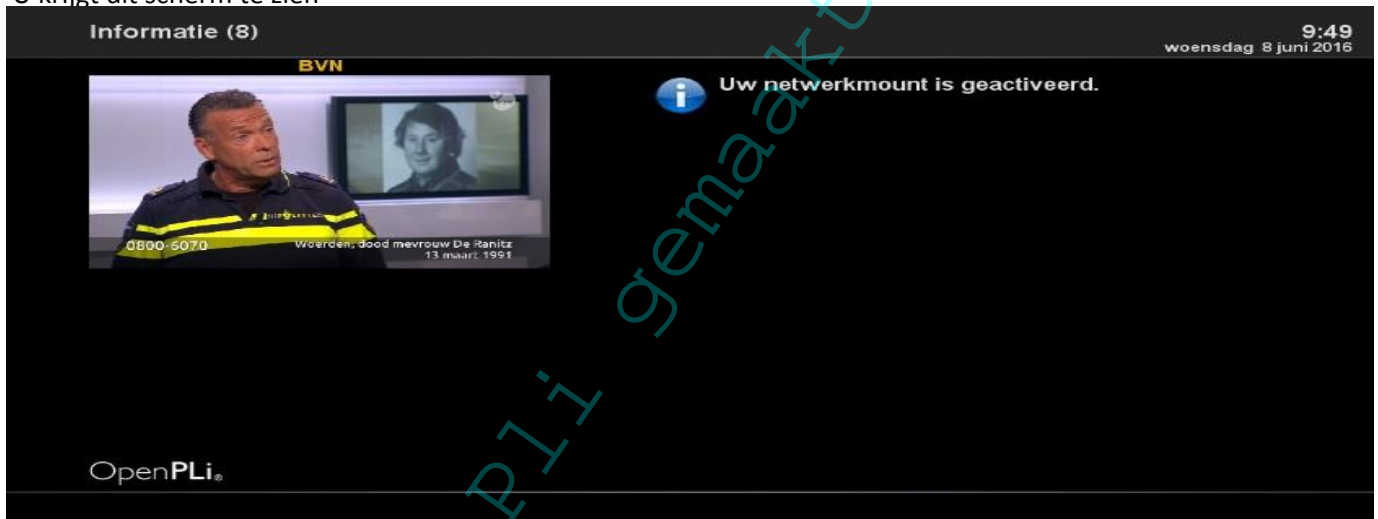 U krijgt dit scherm te zien
Informatie (8)
9:49
woensdag 8 juni 2016
BVN
Uw netwerkmount is geactiveerd.
0800-6070
Woerden; dood mevrouw De Ranitz
13 maart 1991
OpenPLi®
pli gemaakt